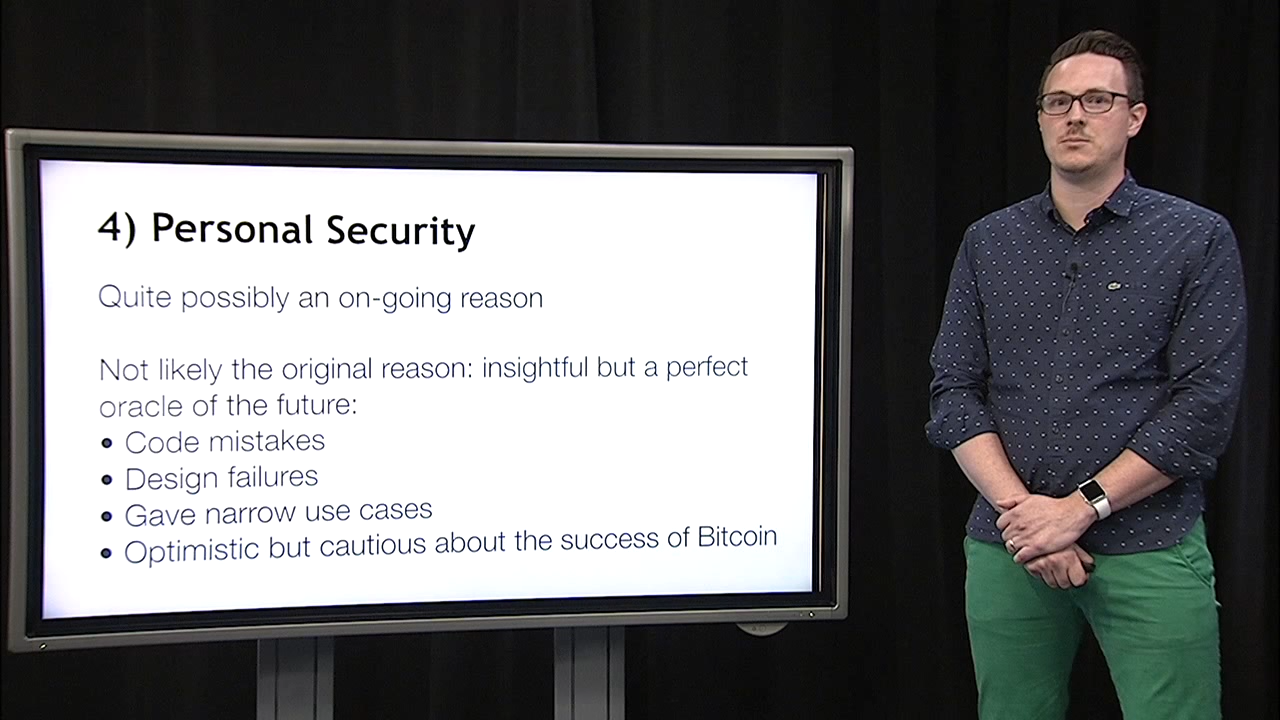 4) Personal Security
Quite possibly an on-going reason
Not likely the original reason: insightful but a perfect
oracle of the future:
• Code mistakes
• Design failures
• Gave narrow use cases
• Optimistic but cautious about the success of Bitcoin